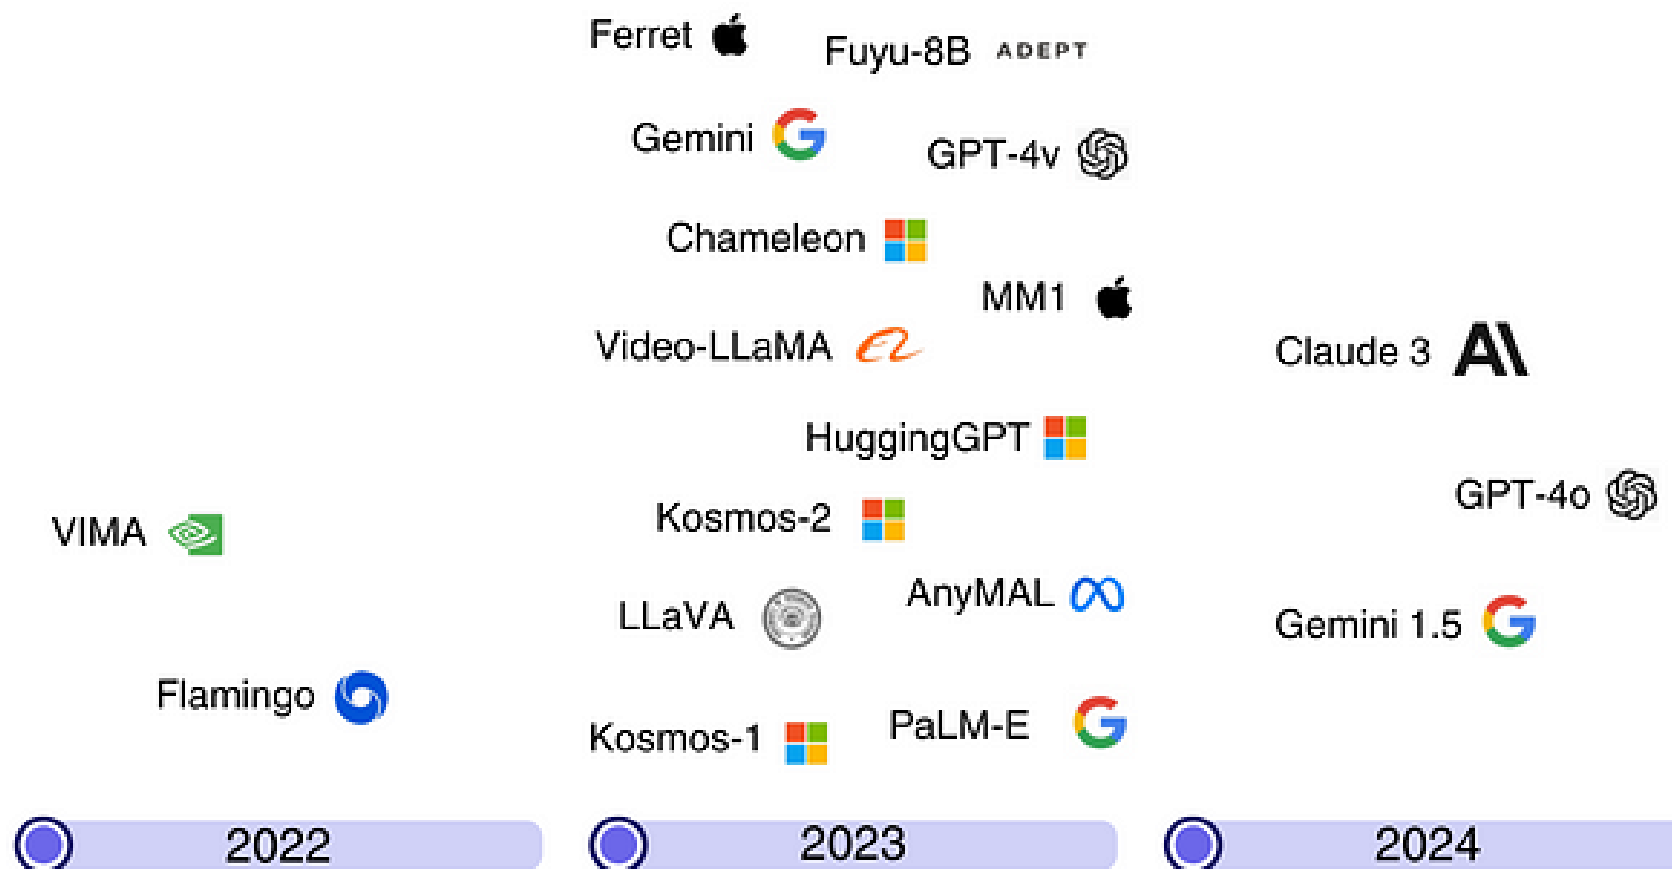 Ferret
Fuyu-8B ADEPT
Gemini
GPT-4v
Chameleon
MM1
Video-LLaMA
Claude 3
HuggingGPT
GPT-4o
Kosmos-2
VIMA
AnyMAL
LLaVA
Gemini 1.5
Flamingo
PaLM-E
Kosmos-1
2022
2023
2024